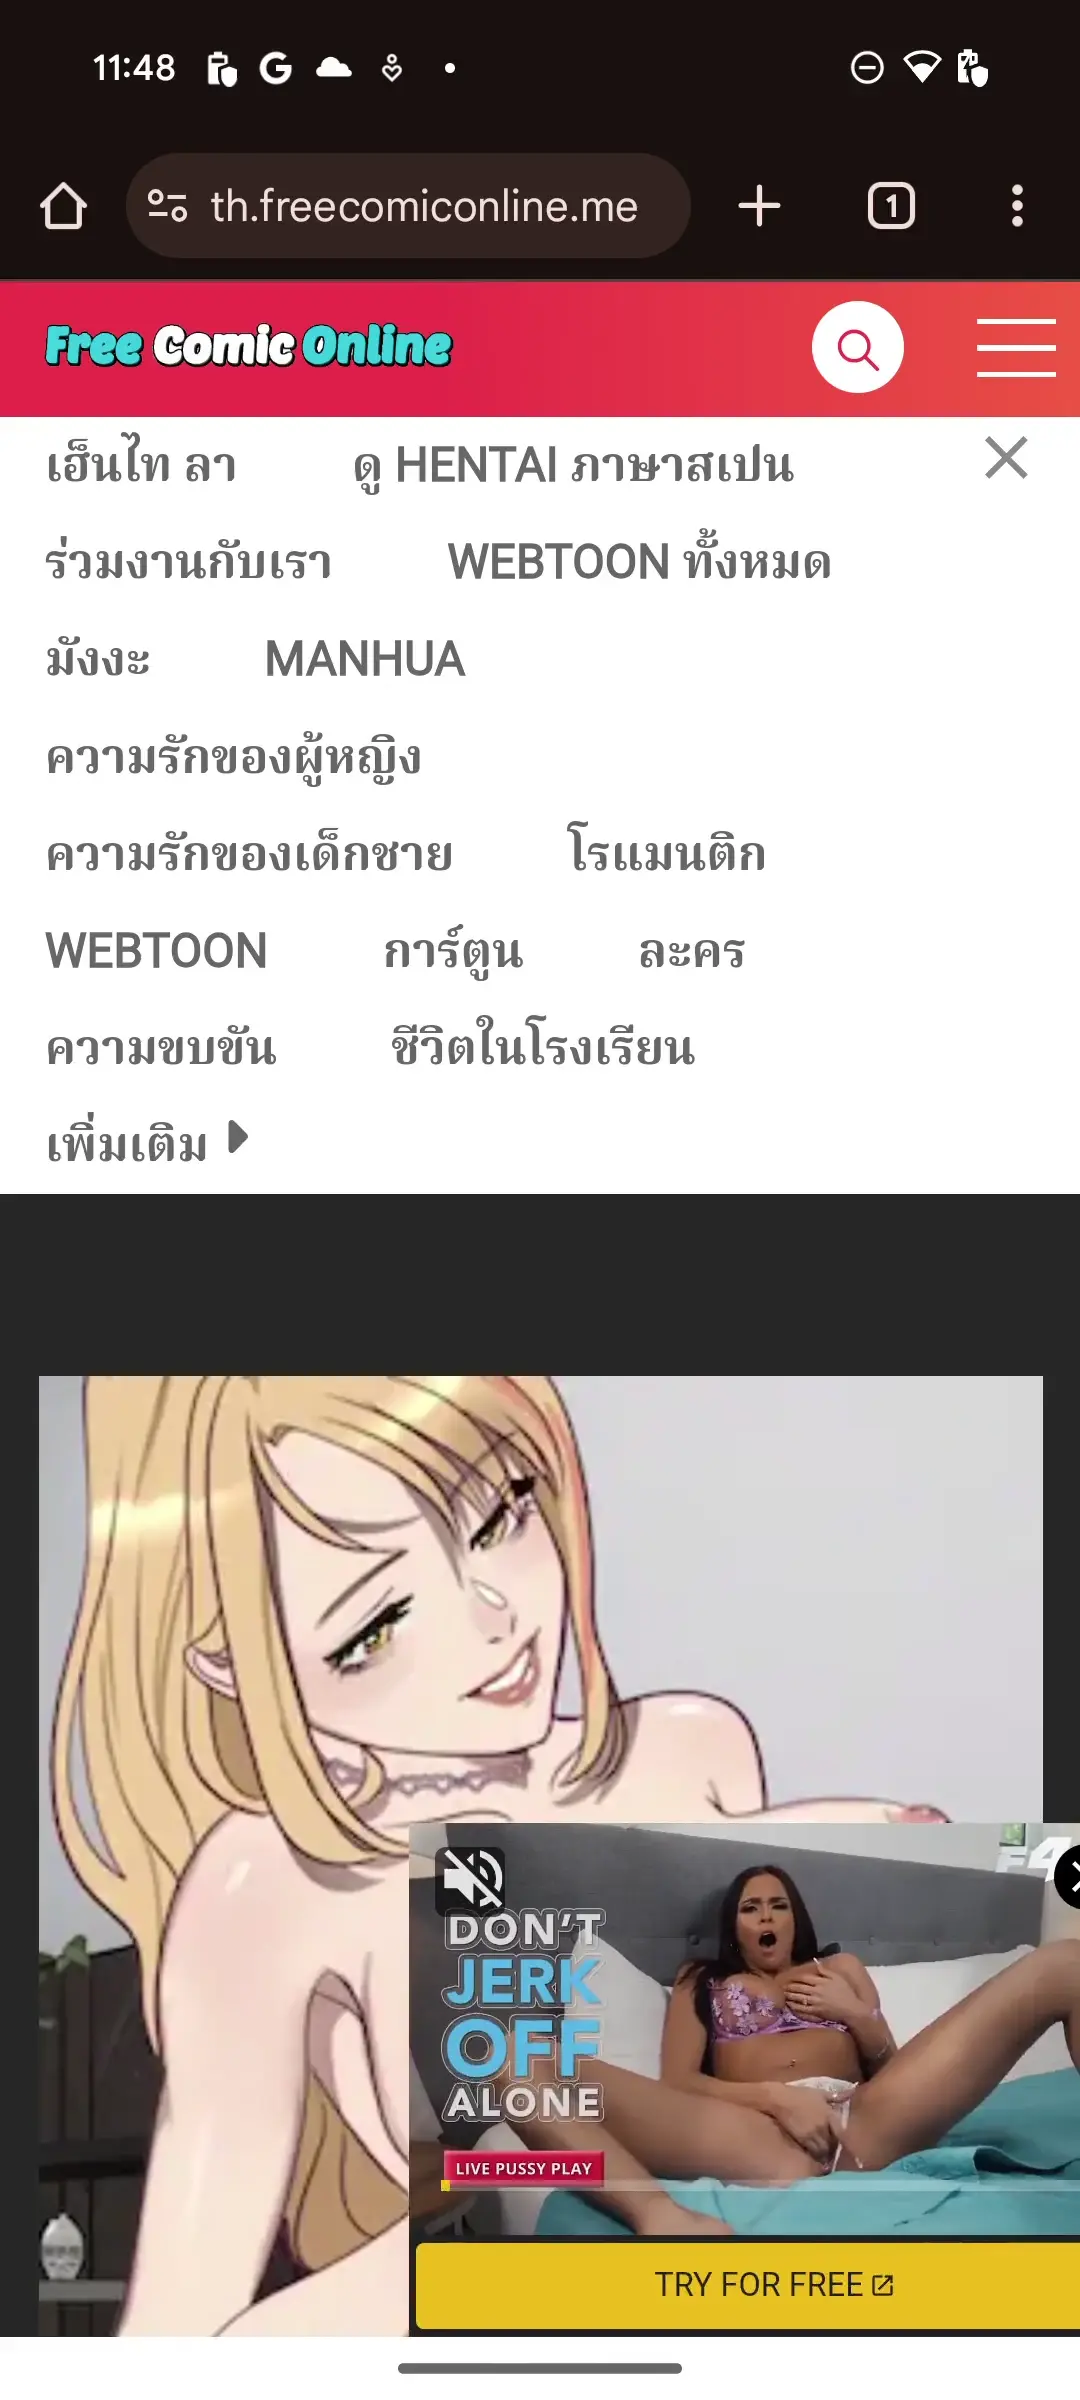 11:48
th.freecomiconline.me
1
Free Comic Online
เฮ็นไท ลา ดู HENTAI ภาษาสเปน
ร่วมงานกับเรา WEBTOON ทั้งหมด
มังงะ MANHUA
ความรักของผู้หญิง
ความรักของเด็กชาย โรแมนติก
WEBTOON การ์ตูน ละคร
ความขบขัน ชีวิตในโรงเรียน
เพิ่มเติม
DON'T
JERK
OFF
ALONE
LIVE PUSSY PLAY
TRY FOR FREE